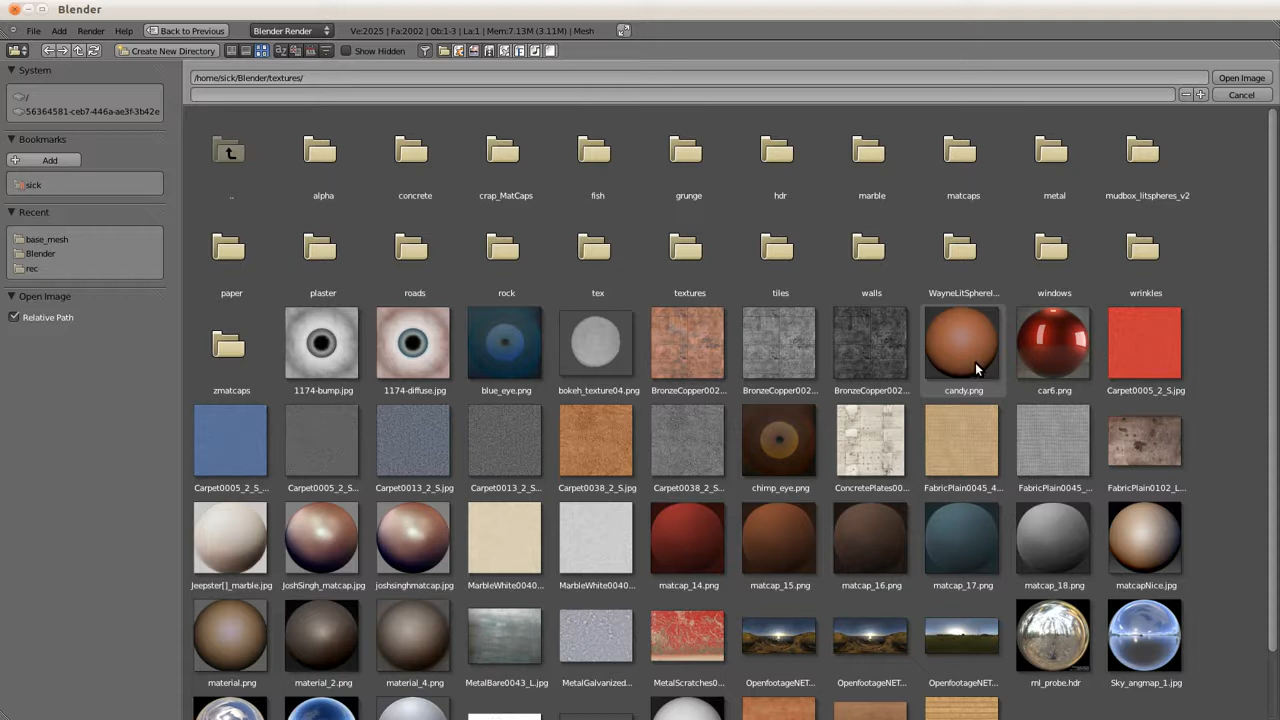 Blender
File Add Render Help Back to Previous Blender Render Ve:2025 | Fa:2002 | Ob:1-3 | La:1 | Mem:7.13M (3.11M) | Mesh
Create New Directory Show Hidden
System
/
56364581-ceb7-446a-ae3f-3b42e
Bookmarks
Add
sick
Recent
base_mesh
Blender
rec
Open Image
Relative Path
/home/sick/Blender/textures/ Open Image
Cancel
.. alpha concrete crap_MatCaps fish grunge hdr marble matcaps metal mudbox_litspheres_v2
paper plaster roads rock tex textures tiles walls WayneLitSphereI... windows wrinkles
zmatcaps 1174-bump.jpg 1174-diffuse.jpg blue_eye.png bokeh_texture04.png BronzeCopper002... BronzeCopper002... BronzeCopper002... candy.png car6.png Carpet0005_2_S.jpg
Carpet0005_2_S_... Carpet0005_2_S... Carpet0013_2_S.jpg Carpet0013_2_S... Carpet0038_2_S.jpg Carpet0038_2_S... chimp_eye.png ConcretePlates00... FabricPlain0045_4... FabricPlain0045_... FabricPlain0102_L...
Jeepster[]_marble.jpg JoshSingh_matcap.jpg joshsinghmatcap.jpg MarbleWhite0040... MarbleWhite0040... matcap_14.png matcap_15.png matcap_16.png matcap_17.png matcap_18.png matcapNice.jpg
material.png material_2.png material_4.png MetalBare0043_L.jpg MetalGalvanized... MetalScratches0... OpenfootageNET... OpenfootageNET... OpenfootageNET... rnl_probe.hdr Sky_angmap_1.jpg